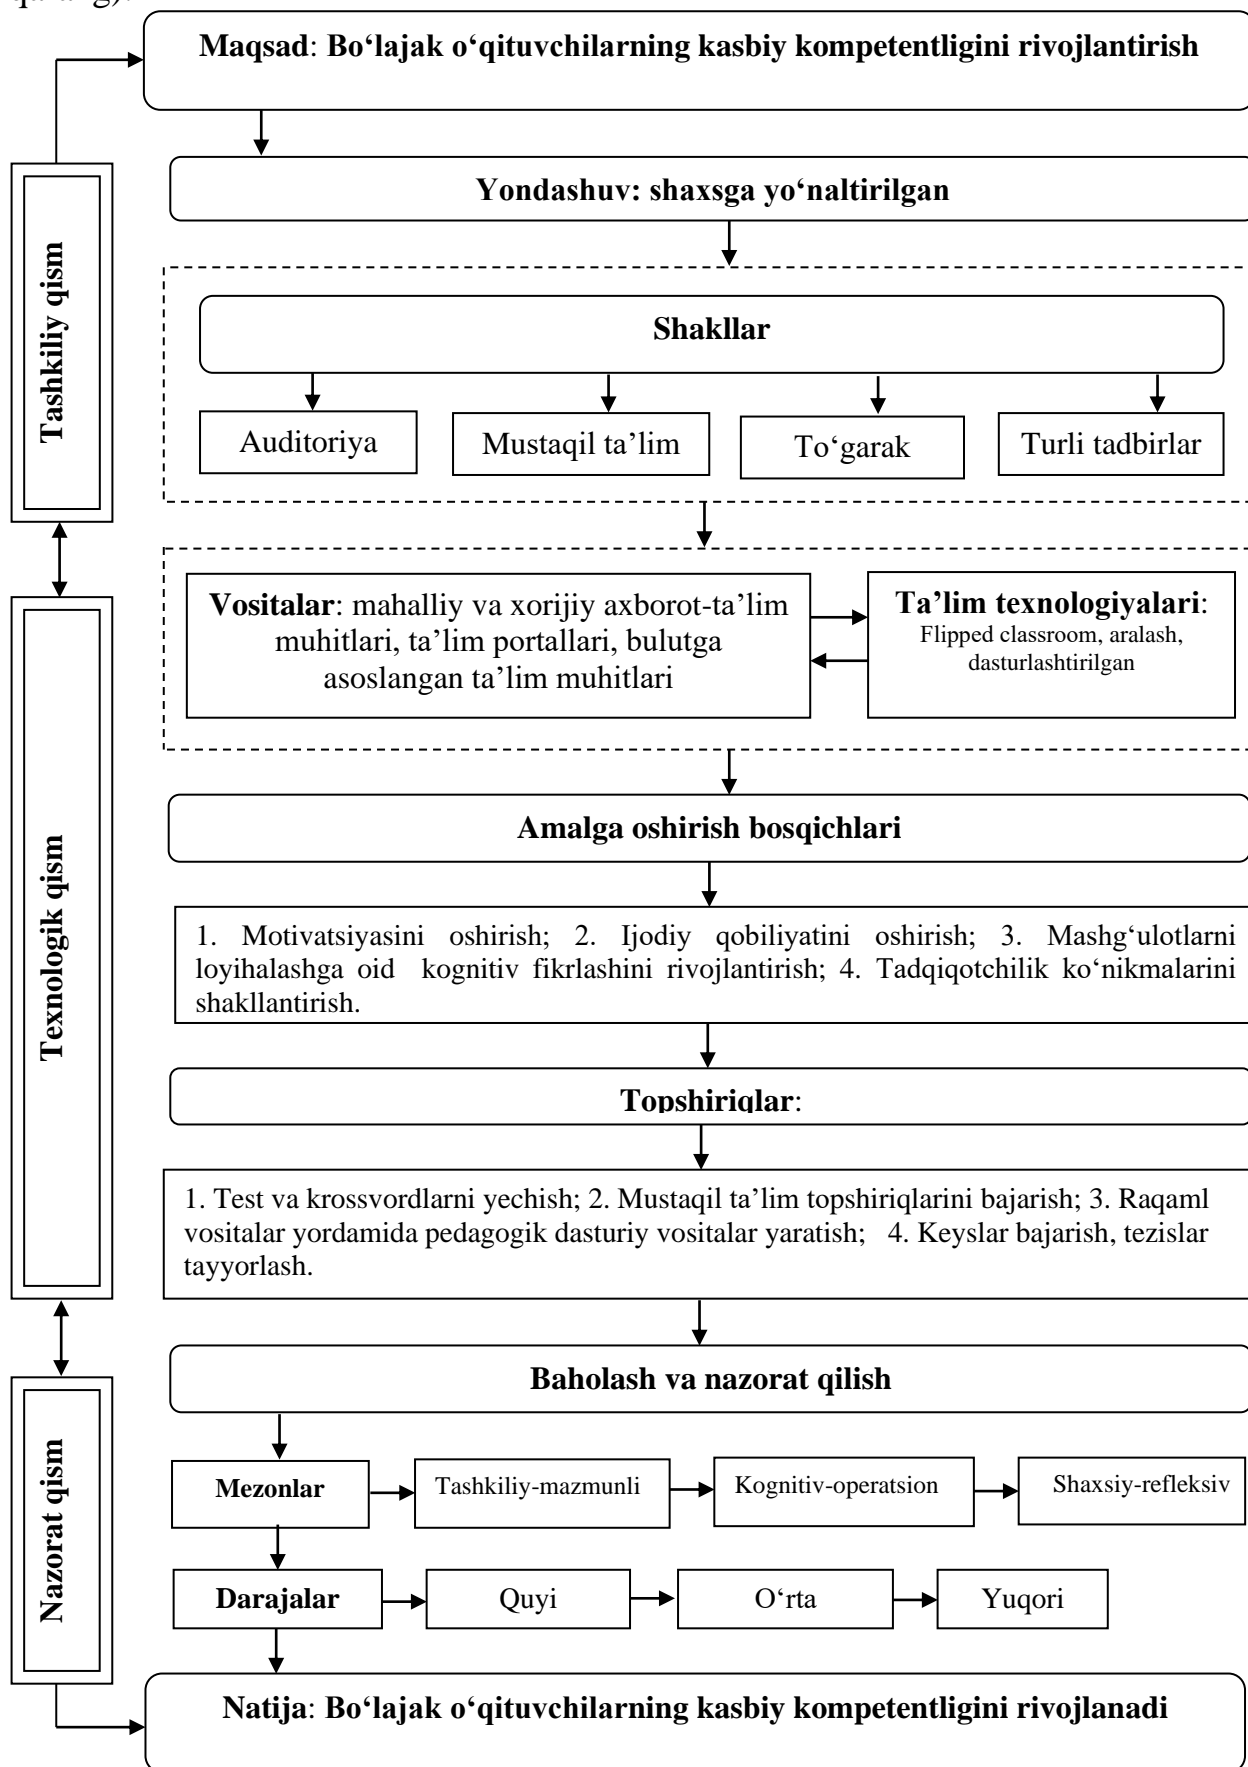 qarang).
Maqsad: Bo‘lajak o‘qituvchilarning kasbiy kompetentligini rivojlantirish
Yondashuv: shaxsga yo‘naltirilgan
Tashkiliy qism
Shakllar
Auditoriya
Mustaqil ta’lim
To‘garak
Turli tadbirlar
Vositalar: mahalliy va xorijiy axborot-ta’lim
muhitlari, ta’lim portallari, bulutga
asoslangan ta’lim muhitlari
Ta’lim texnologiyalari:
Flipped classroom, aralash,
dasturlashtirilgan
Texnologik qism
Amalga oshirish bosqichlari
1. Motivatsiyasini oshirish; 2. Ijodiy qobiliyatini oshirish; 3. Mashg‘ulotlarni
loyihalashga oid kognitiv fikrlashini rivojlantirish; 4. Tadqiqotchilik ko‘nikmalarini
shakllantirish.
Topshiriqlar:
1. Test va krossvordlarni yechish; 2. Mustaqil ta’lim topshiriqlarini bajarish; 3. Raqaml
vositalar yordamida pedagogik dasturiy vositalar yaratish; 4. Keyslar bajarish, tezislar
tayyorlash.
Baholash va nazorat qilish
Nazorat qism
Mezonlar
Tashkiliy-mazmunli
Kognitiv-operatsion
Shaxsiy-refleksiv
Darajalar
Quyi
O‘rta
Yuqori
Natija: Bo‘lajak o‘qituvchilarning kasbiy kompetentligini rivojlanadi